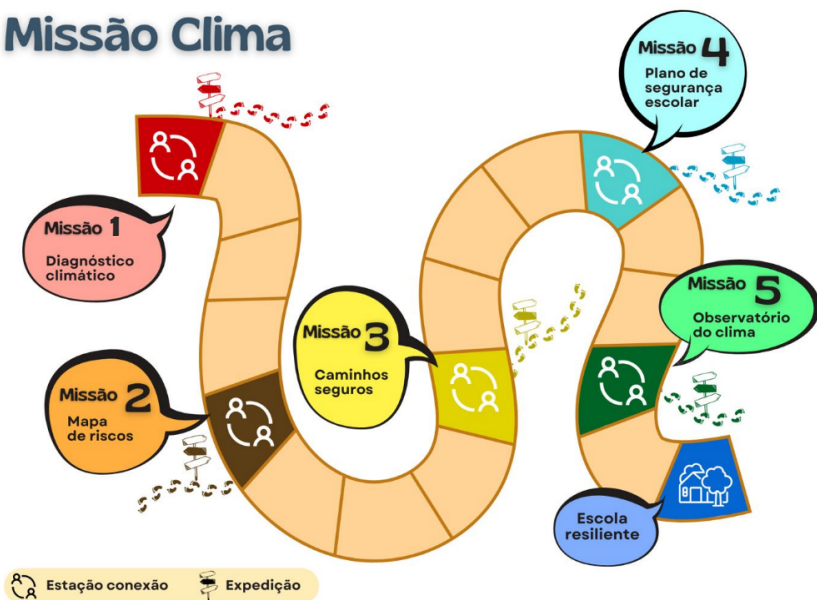 Missão Clima
Missão 1
Diagnóstico
climático
Missão 2
Mapa
de riscos
Missão 3
Caminhos
seguros
Missão 4
Plano de
segurança
escolar
Missão 5
Observatório
do clima
Escola
resiliente
Estação conexão
Expedição